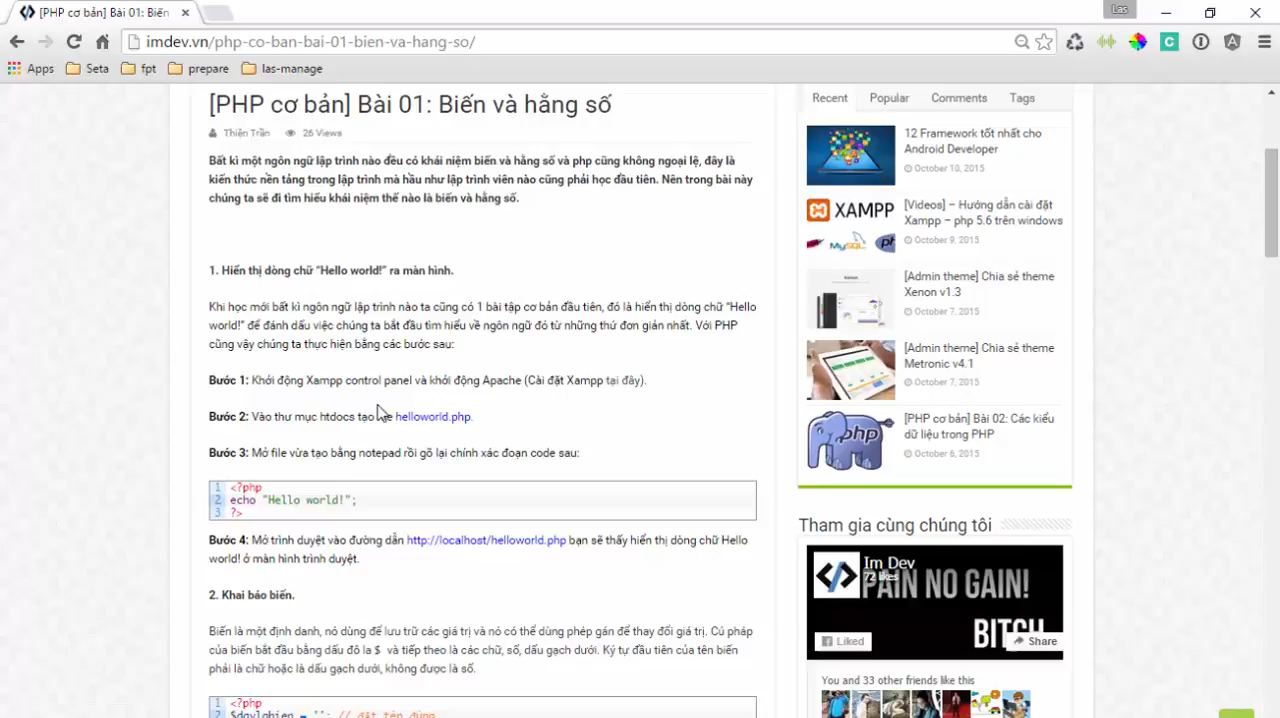 [PHP cơ bản] Bài 01: Biến
Las
imdev.vn/php-co-ban-bai-01-bien-va-hang-so/
Apps
Seta
fpt
prepare
las-manage
[PHP cơ bản] Bài 01: Biến và hằng số
Thiện Trần
26 Views
Bất kì một ngôn ngữ lập trình nào đều có khái niệm biến và hằng số và php cũng không ngoại lệ, đây là
kiến thức nền tảng trong lập trình mà hầu như lập trình viên nào cũng phải học đầu tiên. Nên trong bài này
chúng ta sẽ đi tìm hiểu khái niệm thế nào là biến và hằng số.
1. Hiển thị dòng chữ “Hello world!” ra màn hình.
Khi học mới bất kì ngôn ngữ lập trình nào ta cũng có 1 bài tập cơ bản đầu tiên, đó là hiển thị dòng chữ “Hello
world!” để đánh dấu việc chúng ta bắt đầu tìm hiểu về ngôn ngữ đó từ những thứ đơn giản nhất. Với PHP
cũng vậy chúng ta thực hiện bằng các bước sau:
Bước 1: Khởi động Xampp control panel và khởi động Apache (Cài đặt Xampp tại đây).
Bước 2: Vào thư mục htdocs tạo helloworld.php.
Bước 3: Mở file vừa tạo bằng notepad rồi gõ lại chính xác đoạn code sau:
1 <?php
2 echo "Hello world!";
3 ?>
Bước 4: Mở trình duyệt vào đường dẫn http://localhost/helloworld.php bạn sẽ thấy hiển thị dòng chữ Hello
world! ở màn hình trình duyệt.
2. Khai báo biến.
Biến là một định danh, nó dùng để lưu trữ các giá trị và nó có thể dùng phép gán để thay đổi giá trị. Cú pháp
của biến bắt đầu bằng dấu đô la $ và tiếp theo là các chữ, số, dấu gạch dưới. Ký tự đầu tiên của tên biến
phải là chữ hoặc là dấu gạch dưới, không được là số.
1 <?php
2 $daylabien = ''; // đặt tên đúng
Recent
Popular
Comments
Tags
12 Framework tốt nhất cho
Android Developer
October 10, 2015
XAMPP
MySQL
php
[Videos] – Hướng dẫn cài đặt
Xampp – php 5.6 trên windows
October 9, 2015
[Admin theme] Chia sẻ theme
Xenon v1.3
October 7, 2015
[Admin theme] Chia sẻ theme
Metronic v4.1
October 7, 2015
php
[PHP cơ bản] Bài 02: Các kiểu
dữ liệu trong PHP
October 6, 2015
Tham gia cùng chúng tôi
Im Dev
72 likes
PAIN NO GAIN!
BITCH
Liked
Share
You and 33 other friends like this